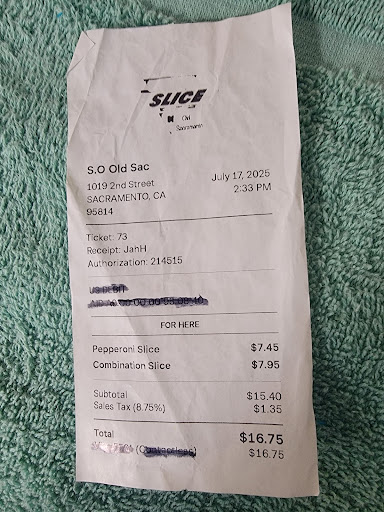 SLICE
Old
Sacramento
S.O Old Sac
1019 2nd Street
SACRAMENTO, CA
95814
July 17, 2025
2:33 PM
Ticket: 73
Receipt: JahH
Authorization: 214515
US DEBIT
FOR HERE
Pepperoni Slice $7.45
Combination Slice $7.95
Subtotal $15.40
Sales Tax (8.75%) $1.35
Total $16.75
$16.75